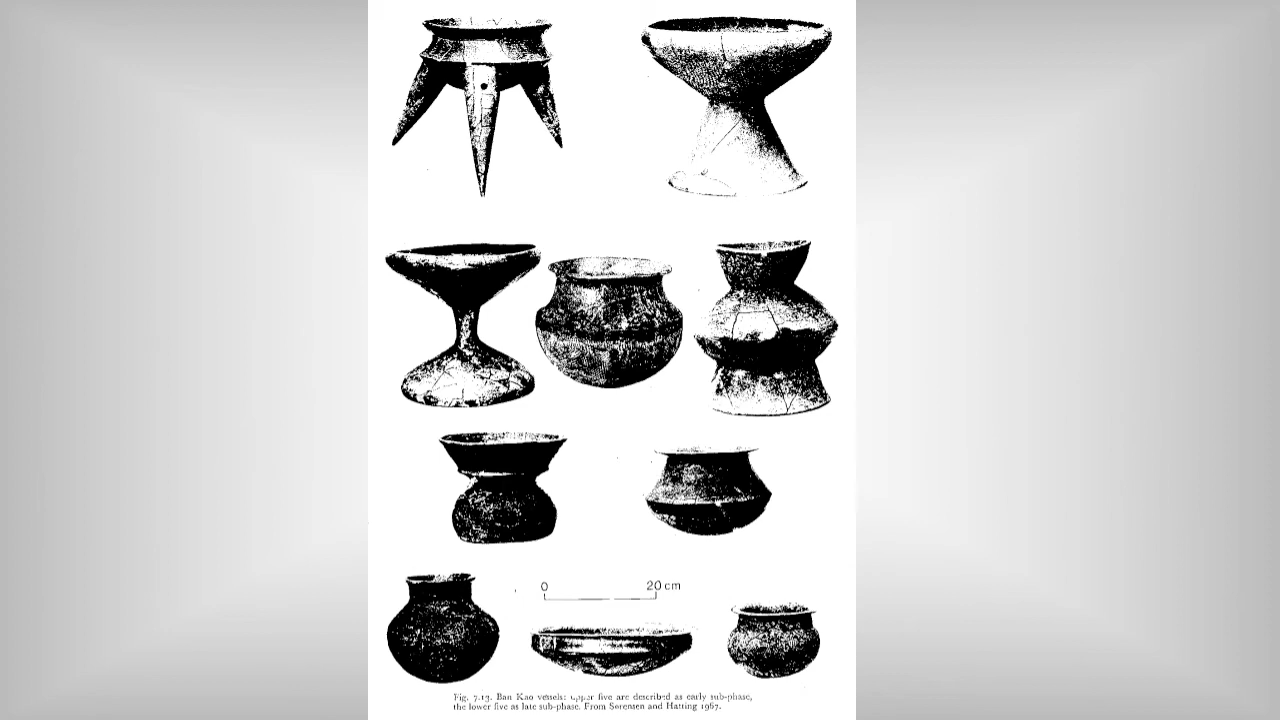 0 20 cm
Fig. 7.13. Ban Kao vessels: upper five are described as early sub-phase,
the lower five as late sub-phase. From Sørensen and Hatting 1967.